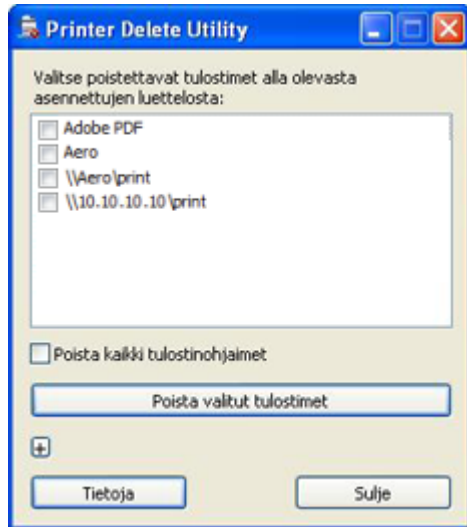 Printer Delete Utility
Valitse poistettavat tulostimet alla olevasta
asennettujen luettelosta:
Adobe PDF
Aero
\\Aero\print
\\10.10.10.10\print
Poista kaikki tulostinohjaimet
Poista valitut tulostimet
Tietoja
Sulje